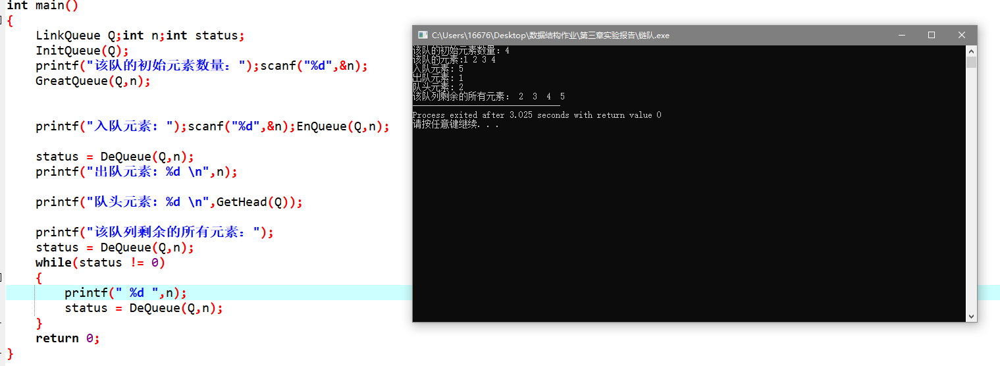 int main()
{
LinkQueue Q;int n;int status;
InitQueue(Q);
printf("该队的初始元素数量：");scanf("%d",&n);
GreatQueue(Q,n);
printf("入队元素：");scanf("%d",&n);EnQueue(Q,n);
status = DeQueue(Q,n);
printf("出队元素：%d \n",n);
printf("队头元素：%d \n",GetHead(Q));
printf("该队列剩余的所有元素：");
status = DeQueue(Q,n);
while(status != 0)
{
printf(" %d ",n);
status = DeQueue(Q,n);
}
return 0;
}
C:\Users\16676\Desktop\数据结构作业\第三章实验报告\链队.exe
该队的初始元素数量：4
该队的元素:1 2 3 4
入队元素：5
出队元素：1
队头元素：2
该队列剩余的所有元素： 2  3  4  5
--------------------------------
Process exited after 3.025 seconds with return value 0
请按任意键继续. . .